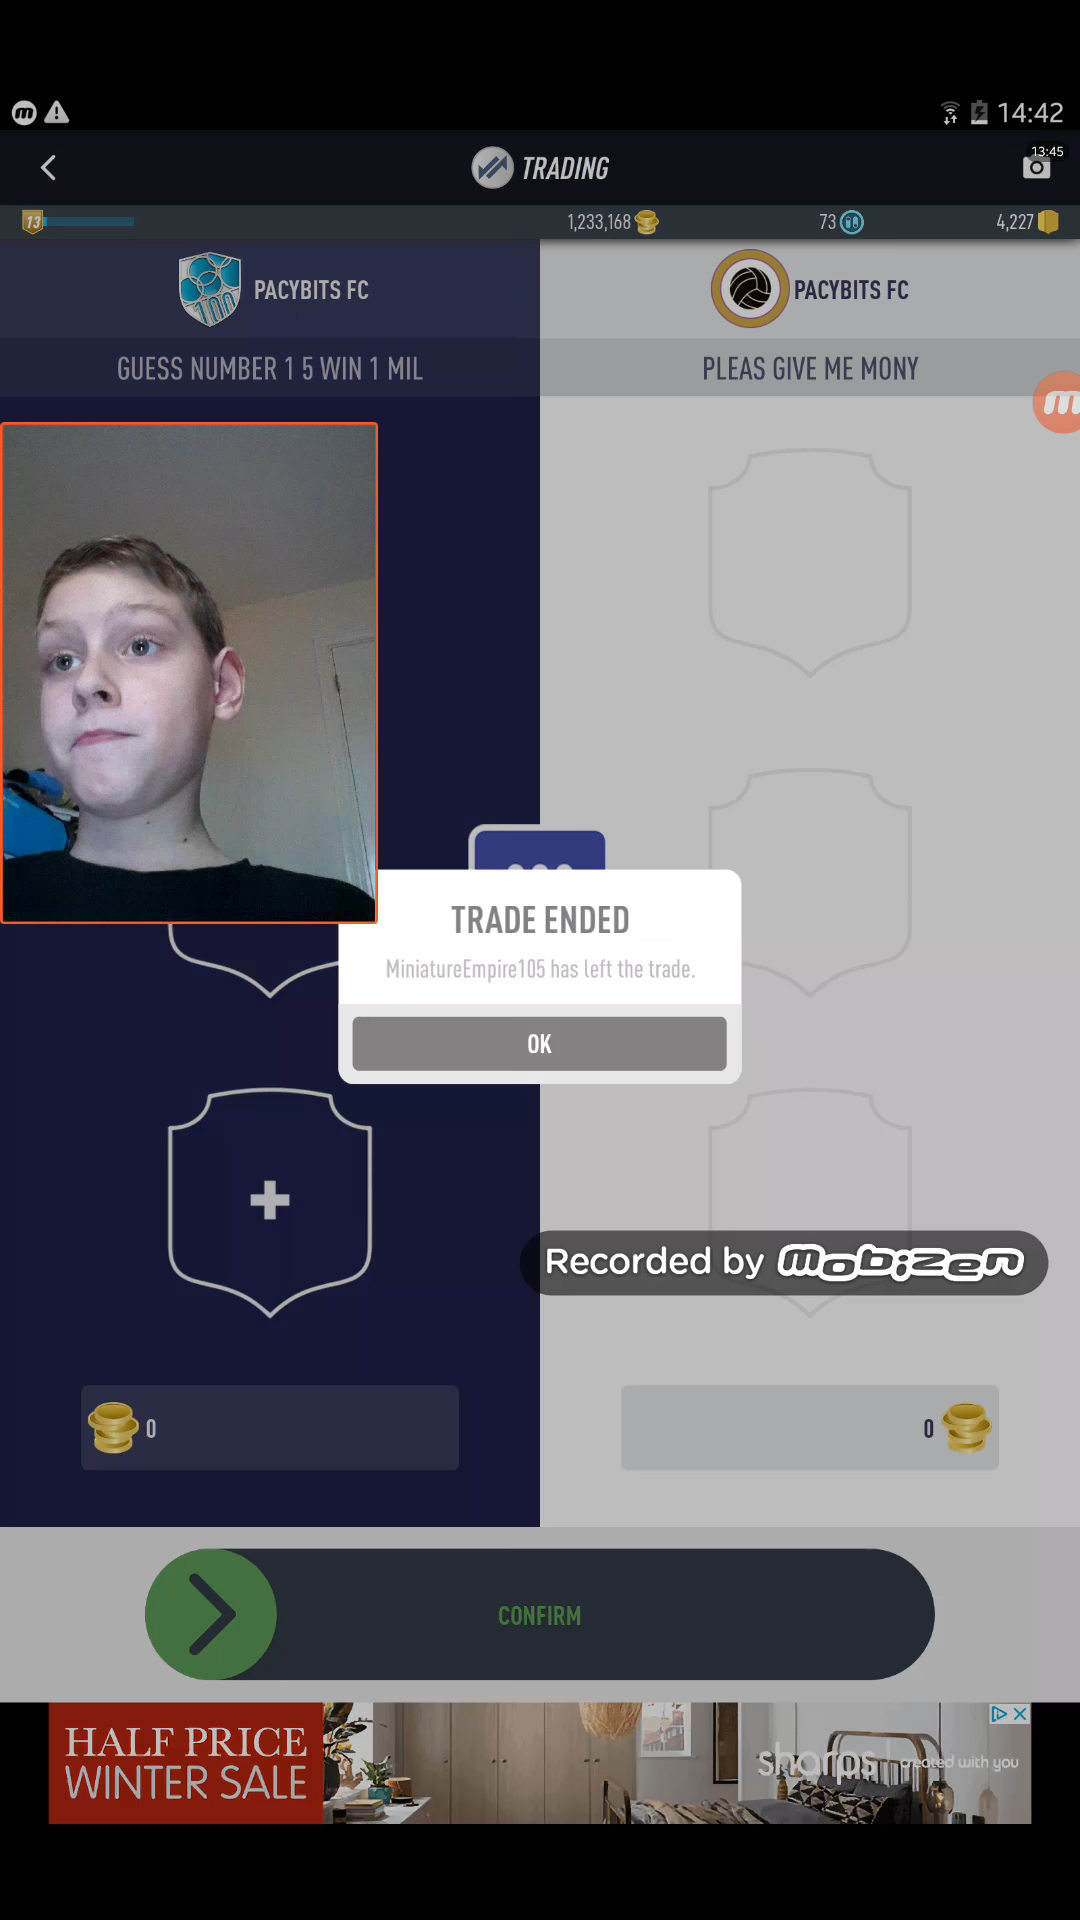 14:42
TRADING
13:45
13
1,233,168
73
4,227
100
PACYBITS FC
PACYBITS FC
GUESS NUMBER 1 5 WIN 1 MIL
PLEAS GIVE ME MONY
TRADE ENDED
MiniatureEmpire105 has left the trade.
OK
Recorded by mobizen
0
0
CONFIRM
HALF PRICE
WINTER SALE
sharps created with you